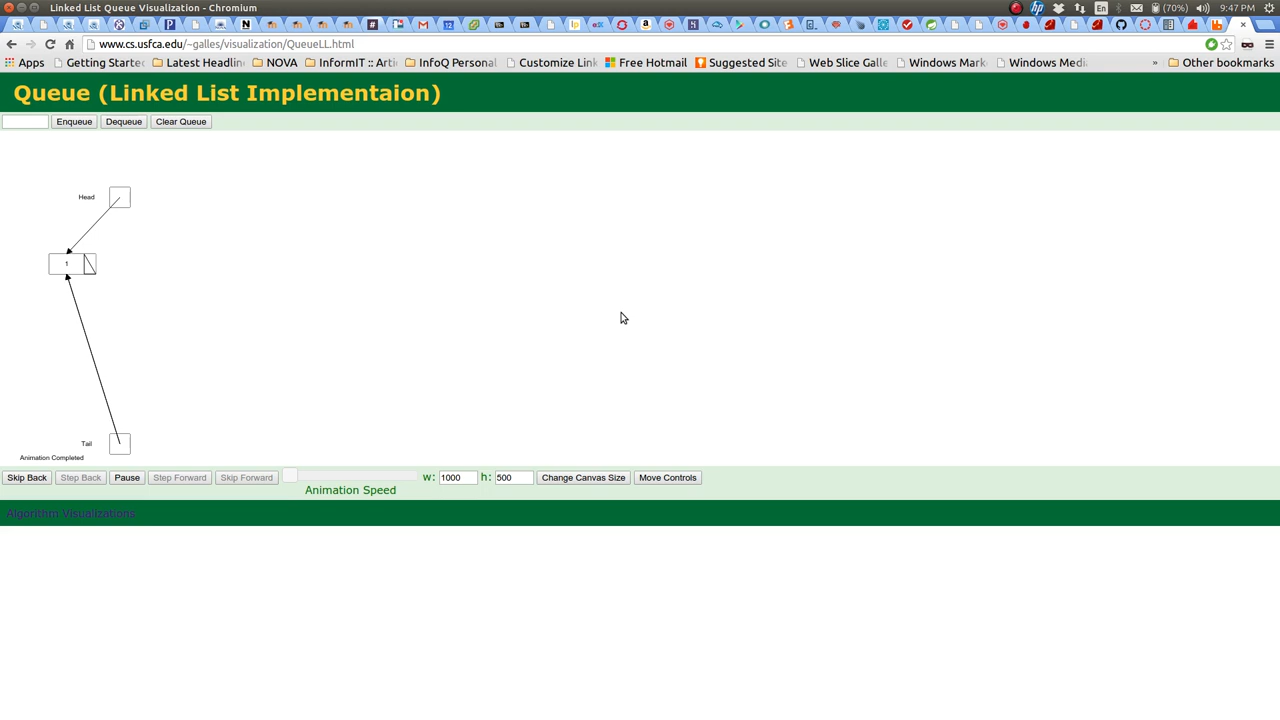 Linked List Queue Visualization - Chromium
En
(70%)
9:47 PM
www.cs.usfca.edu/~galles/visualization/QueueLL.html
Apps
Getting Starte
Latest Headlin
NOVA
InformIT :: Arti
InfoQ Personal
Customize Link
Free Hotmail
Suggested Site
Web Slice Galle
Windows Mark
Windows Media
»
Other bookmarks
Queue (Linked List Implementaion)
Enqueue
Dequeue
Clear Queue
Head
1
Tail
Animation Completed
Skip Back
Step Back
Pause
Step Forward
Skip Forward
w: 1000
h: 500
Change Canvas Size
Move Controls
Animation Speed
Algorithm Visualizations